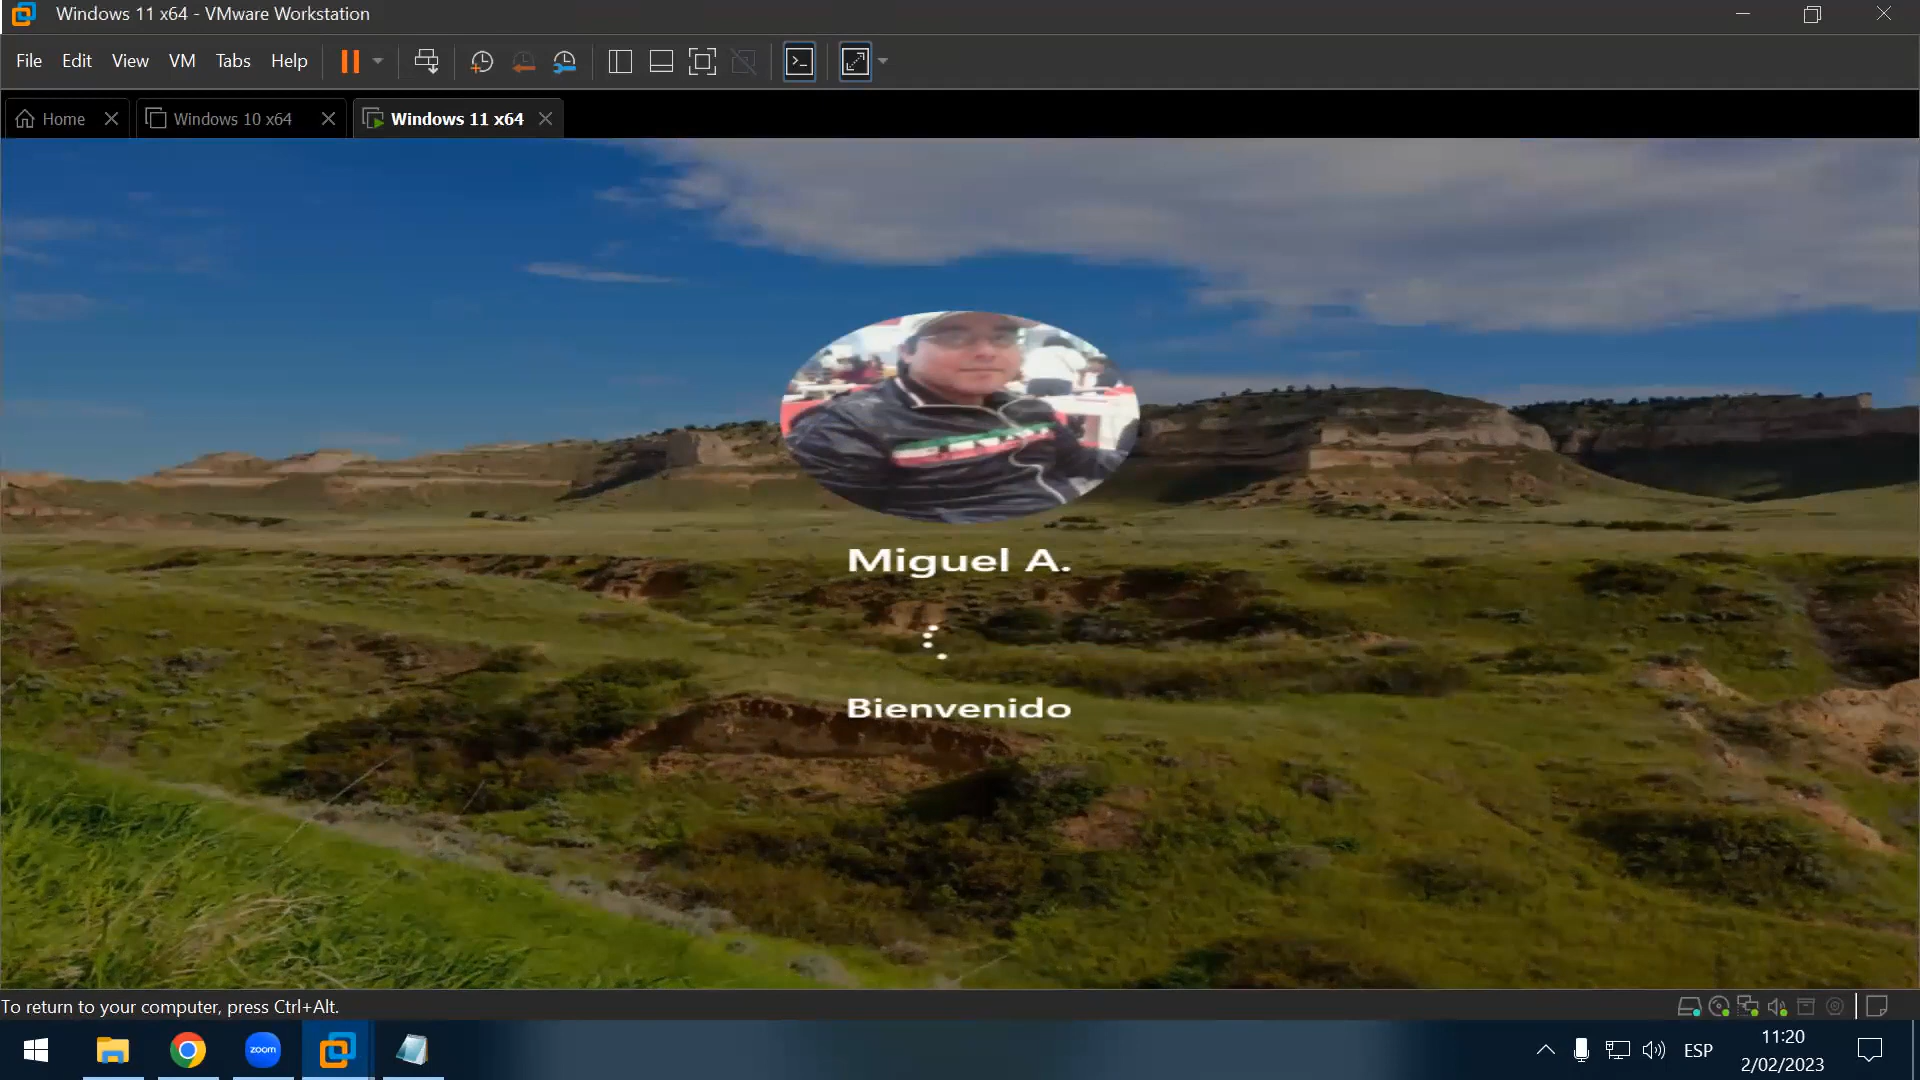 Windows 11 x64 - VMware Workstation
File Edit View VM Tabs Help
Home Windows 10 x64 Windows 11 x64
Miguel A.
Bienvenido
To return to your computer, press Ctrl+Alt.
zoom
ESP
11:20
2/02/2023